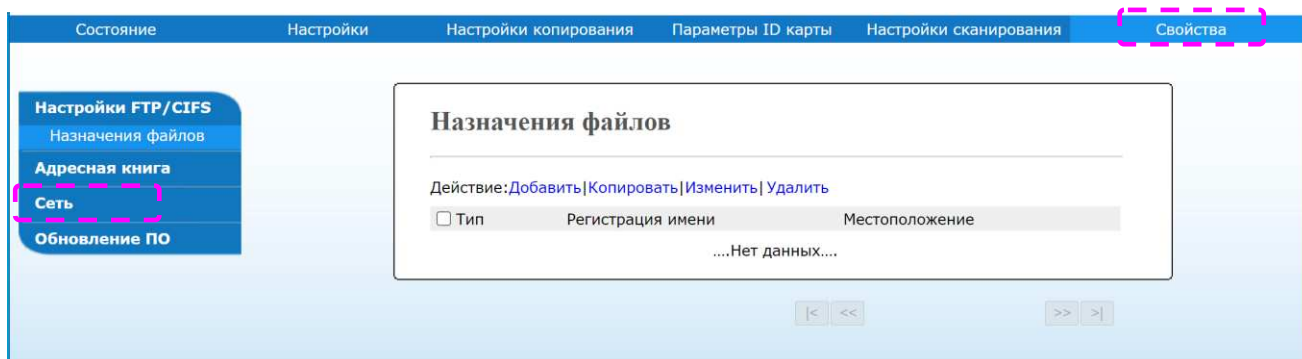 Состояние Настройки Настройки копирования Параметры ID карты Настройки сканирования Свойства
Настройки FTP/CIFS
Назначения файлов
Адресная книга
Сеть
Обновление ПО
Назначения файлов
Действие:Добавить|Копировать|Изменить| Удалить
Тип Регистрация имени Местоположение
....Нет данных....
|< << >> >|